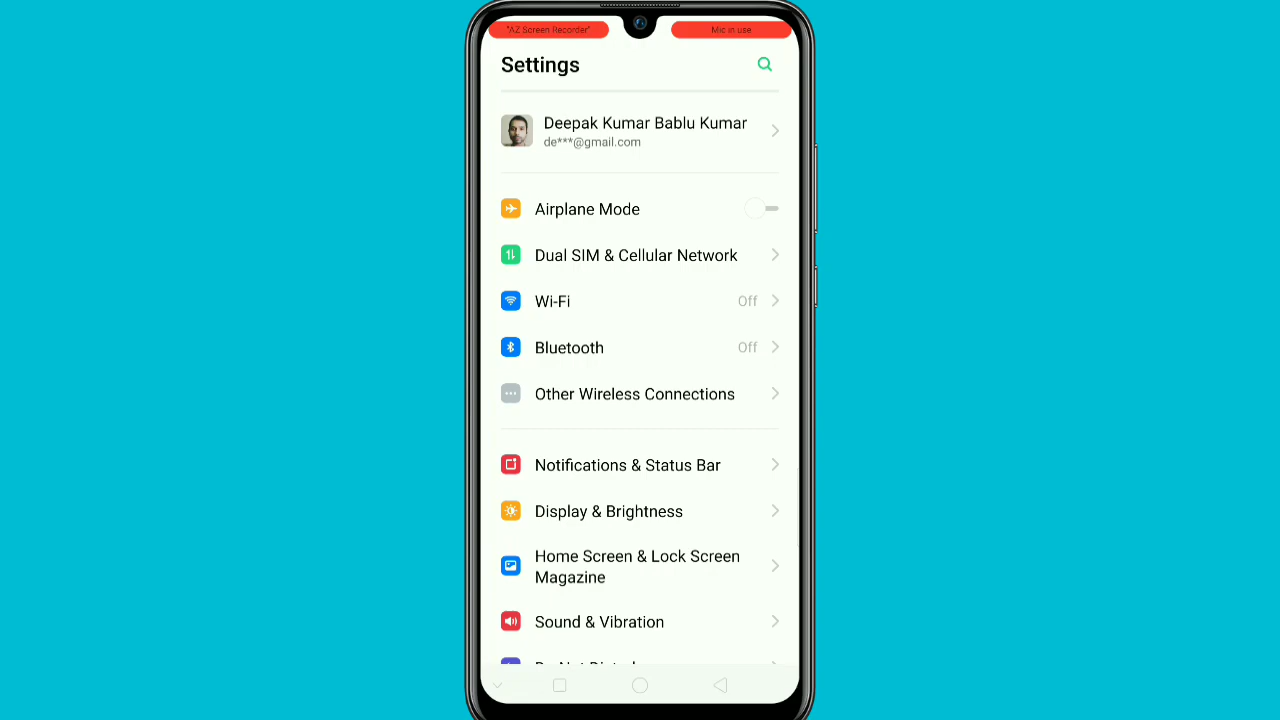 "AZ Screen Recorder"
Mic in use
Settings
Deepak Kumar Bablu Kumar
de***@gmail.com
Airplane Mode
Dual SIM & Cellular Network
Wi-Fi
Off
Bluetooth
Off
Other Wireless Connections
Notifications & Status Bar
Display & Brightness
Home Screen & Lock Screen
Magazine
Sound & Vibration